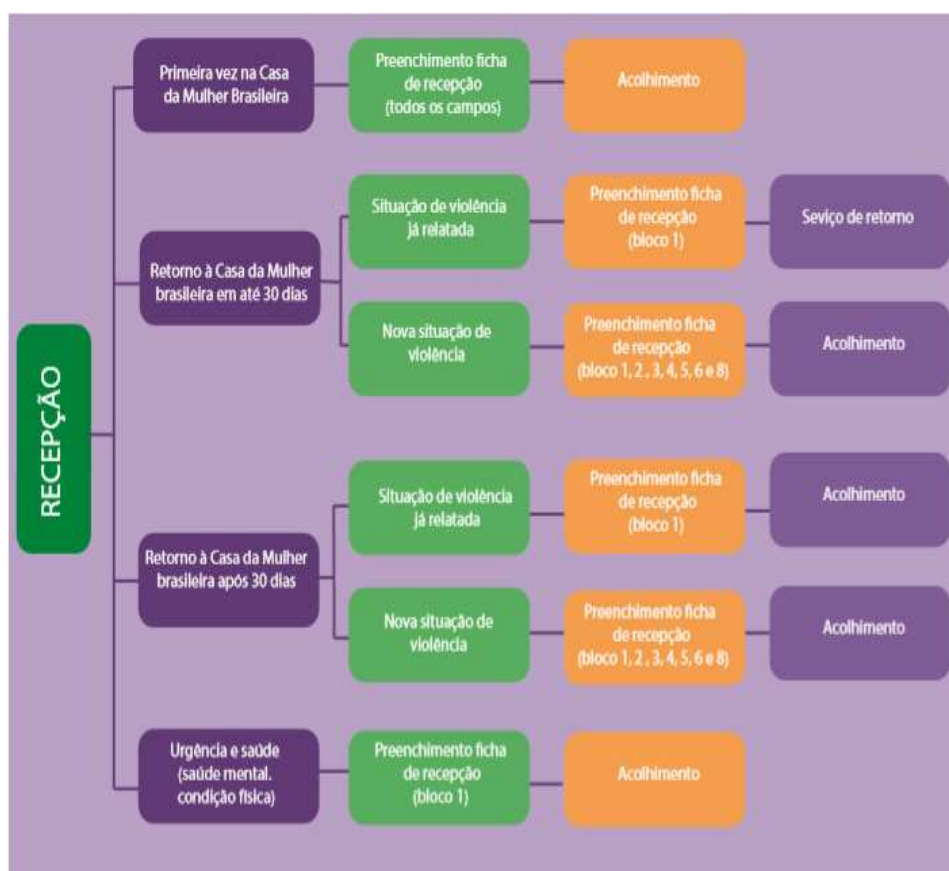 RECEPÇÃO
Primeira vez na Casa
da Mulher Brasileira
Preenchimento ficha
de recepção
(todos os campos)
Acolhimento
Retorno à Casa da Mulher
brasileira em até 30 dias
Situação de violência
já relatada
Preenchimento ficha
de recepção
(bloco 1)
Seviço de retorno
Nova situação de
violência
Preenchimento ficha
de recepção
(bloco 1, 2 , 3, 4, 5, 6 e 8)
Acolhimento
Retorno à Casa da Mulher
brasileira após 30 dias
Situação de violência
já relatada
Preenchimento ficha
de recepção
(bloco 1)
Acolhimento
Nova situação de
violência
Preenchimento ficha
de recepção
(bloco 1, 2 , 3, 4, 5, 6 e 8)
Acolhimento
Urgência e saúde
(saúde mental.
condição física)
Preenchimento ficha
de recepção
(bloco 1)
Acolhimento